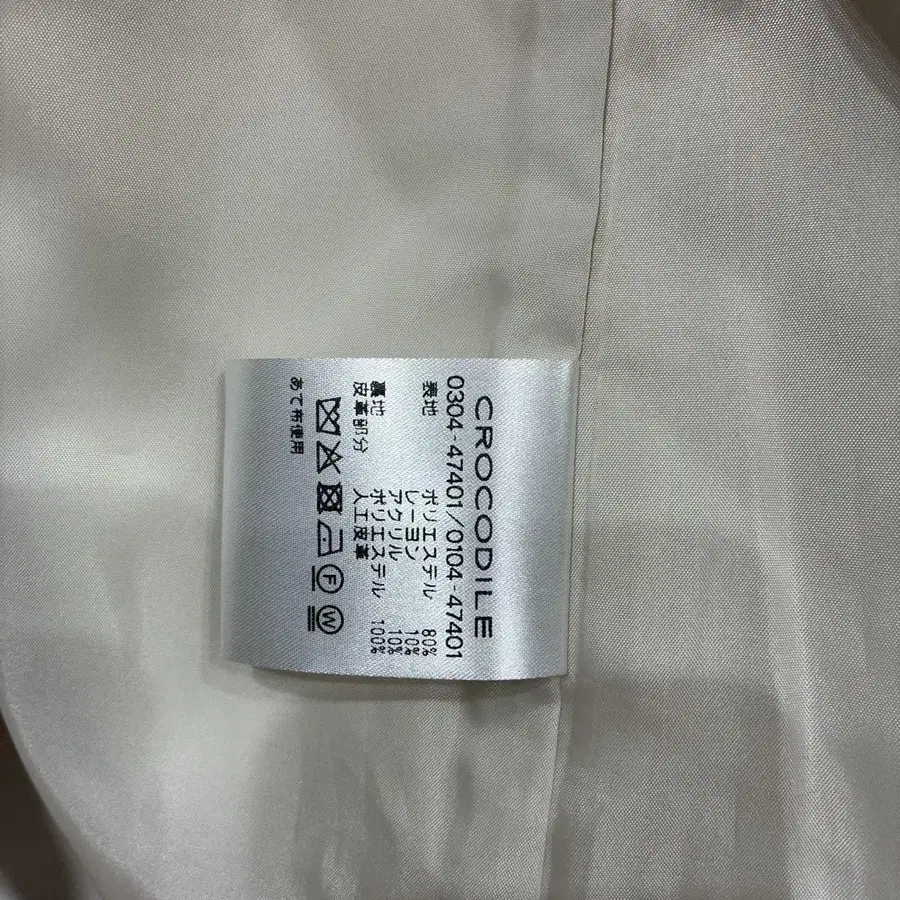 CROCODILE
0304-47401/0104-47401
表地 ポリエステル 80%
レーヨン 10%
アクリル 10%
裏地 ポリエステル 100%
皮革部分 人工皮革
F W
あて布使用